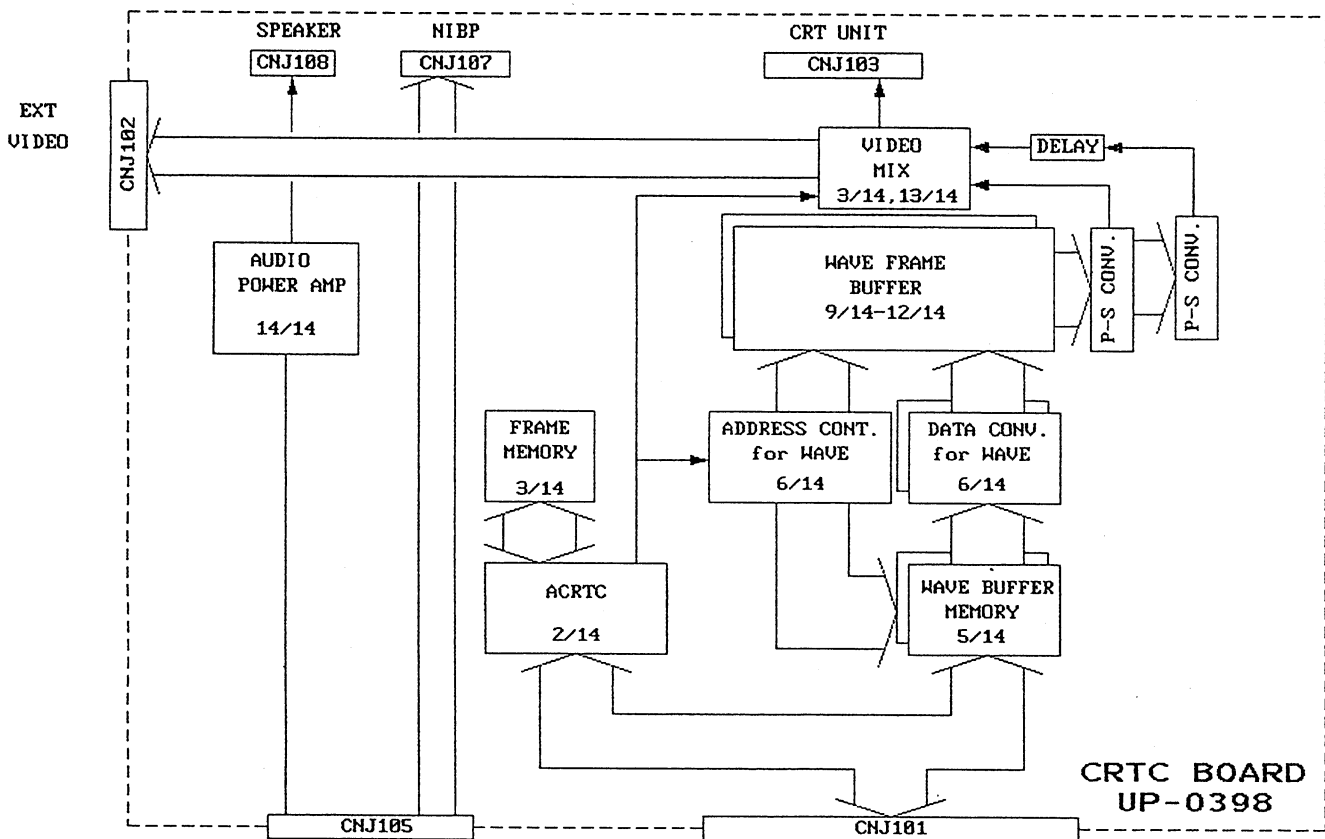 SPEAKER
CNJ108
NIBP
CNJ107
CRT UNIT
CNJ103
EXT
VIDEO
CNJ102
VIDEO
MIX
3/14,13/14
DELAY
P-S CONV.
P-S CONV.
AUDIO
POWER AMP
14/14
WAVE FRAME
BUFFER
9/14-12/14
FRAME
MEMORY
3/14
ADDRESS CONT.
for WAVE
6/14
DATA CONV.
for WAVE
6/14
ACRTC
2/14
WAVE BUFFER
MEMORY
5/14
CRTC BOARD
UP-0398
CNJ105
CNJ101